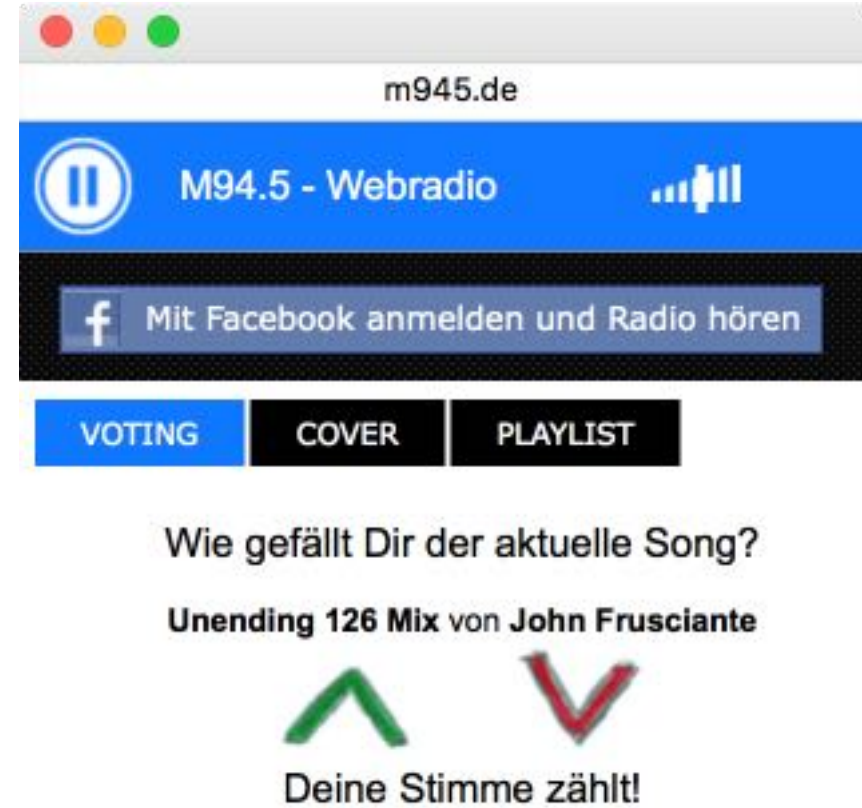 m945.de
M94.5 - Webradio
f Mit Facebook anmelden und Radio hören
VOTING COVER PLAYLIST
Wie gefällt Dir der aktuelle Song?
Unending 126 Mix von John Frusciante
Deine Stimme zählt!